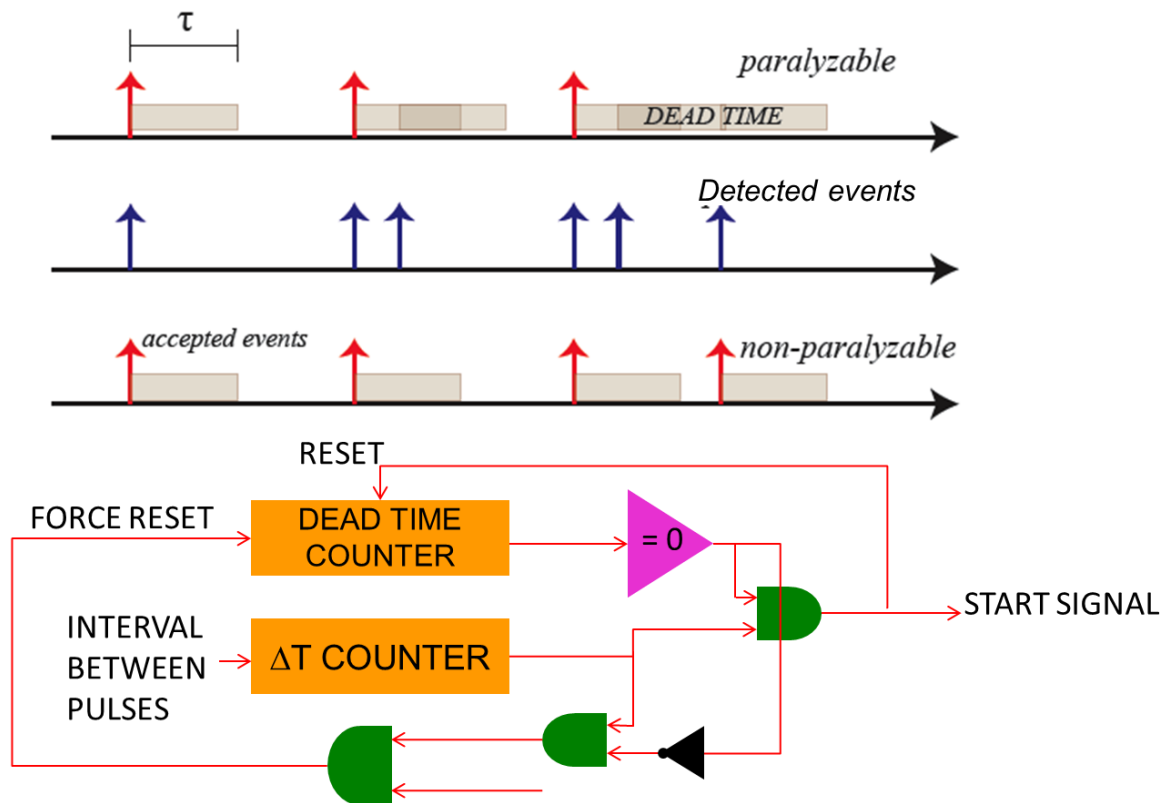 τ
paralyzable
DEAD TIME
Detected events
accepted events
non-paralyzable
RESET
FORCE RESET
DEAD TIME
COUNTER
= 0
START SIGNAL
INTERVAL
BETWEEN
PULSES
ΔT COUNTER